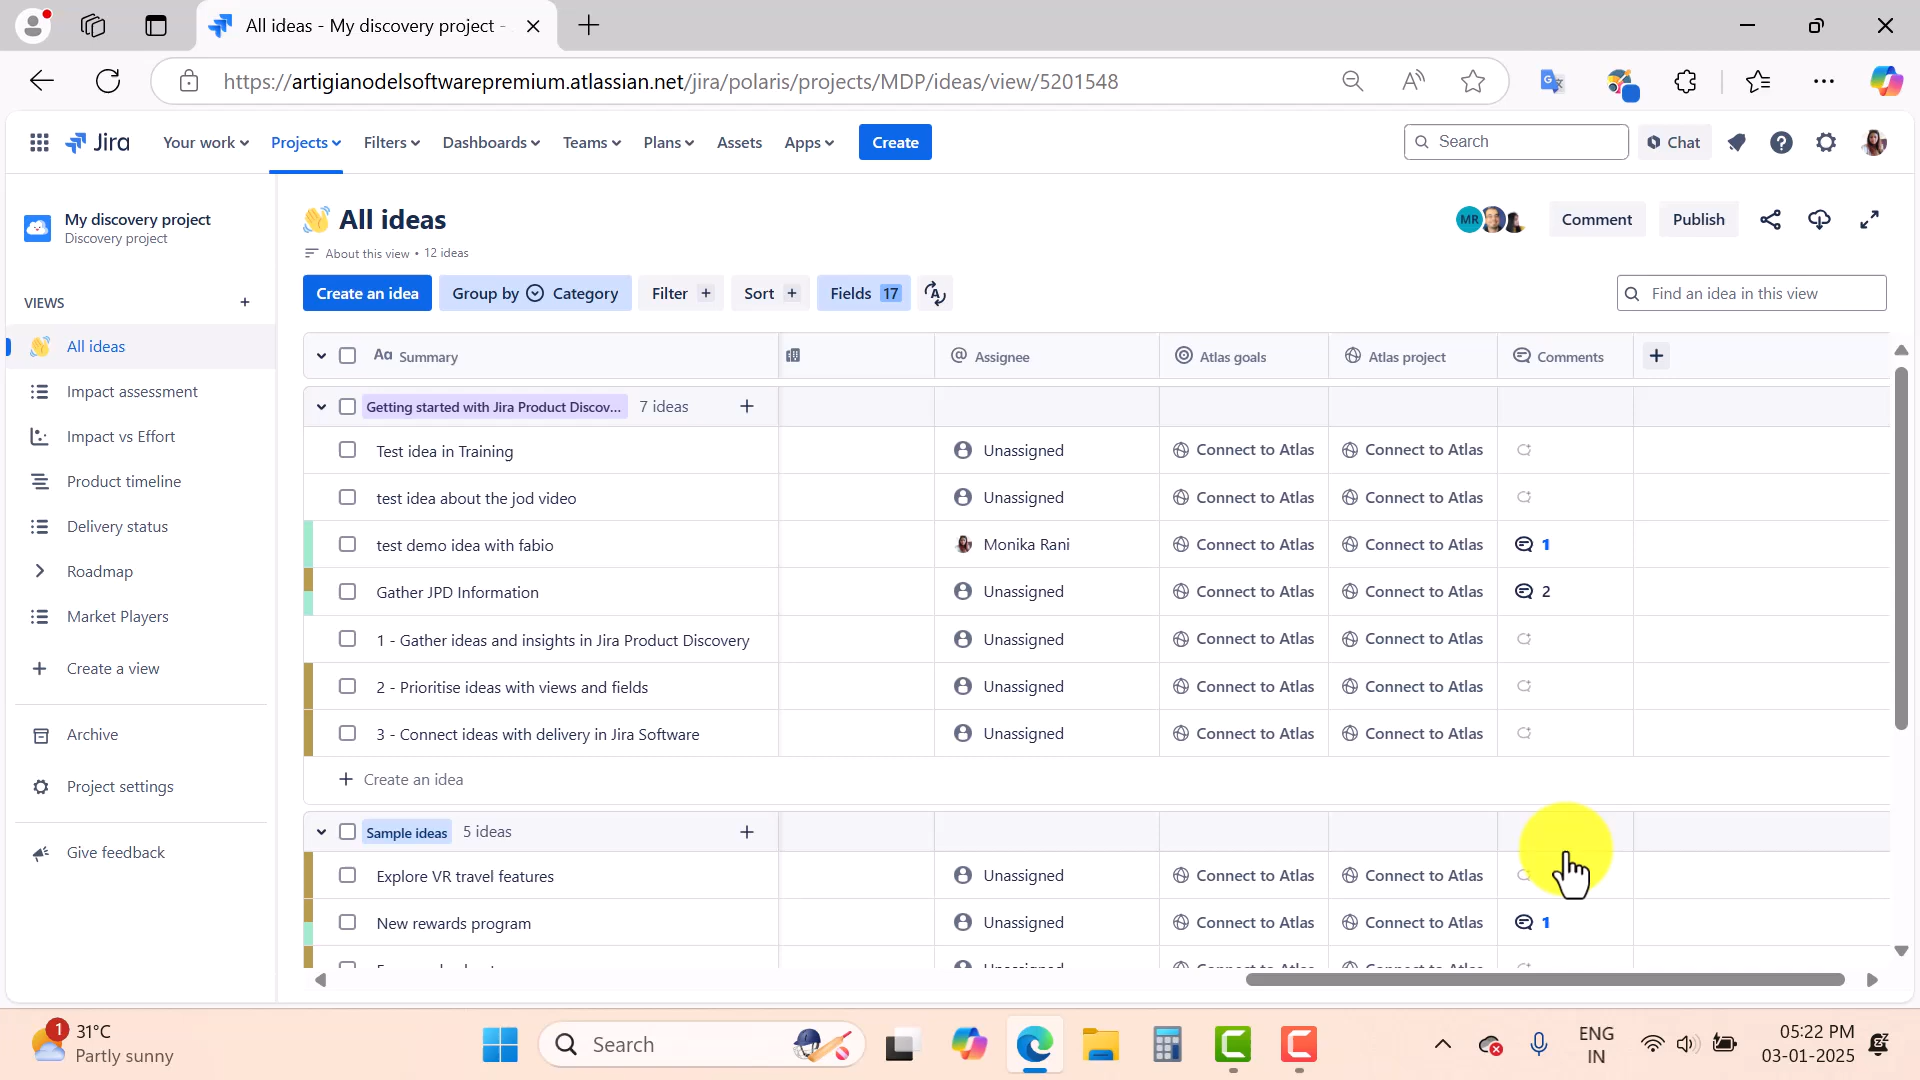 All ideas - My discovery project -
https://artigianodelsoftwarepremium.atlassian.net/jira/polaris/projects/MDP/ideas/view/5201548
Jira Your work Projects Filters Dashboards Teams Plans Assets Apps Create Search Chat
My discovery project
Discovery project
VIEWS
All ideas
Impact assessment
Impact vs Effort
Product timeline
Delivery status
Roadmap
Market Players
Create a view
Archive
Project settings
Give feedback
All ideas
MR Comment Publish
About this view • 12 ideas
Create an idea Group by Category Filter + Sort + Fields 17 Find an idea in this view
Aa Summary Assignee Atlas goals Atlas project Comments
Getting started with Jira Product Discov... 7 ideas
Test idea in Training Unassigned Connect to Atlas Connect to Atlas
test idea about the jod video Unassigned Connect to Atlas Connect to Atlas
test demo idea with fabio Monika Rani Connect to Atlas Connect to Atlas 1
Gather JPD Information Unassigned Connect to Atlas Connect to Atlas 2
1 - Gather ideas and insights in Jira Product Discovery Unassigned Connect to Atlas Connect to Atlas
2 - Prioritise ideas with views and fields Unassigned Connect to Atlas Connect to Atlas
3 - Connect ideas with delivery in Jira Software Unassigned Connect to Atlas Connect to Atlas
Create an idea
Sample ideas 5 ideas
Explore VR travel features Unassigned Connect to Atlas Connect to Atlas
New rewards program Unassigned Connect to Atlas Connect to Atlas 1
1 31°C
Partly sunny
Search
ENG
IN
05:22 PM
03-01-2025